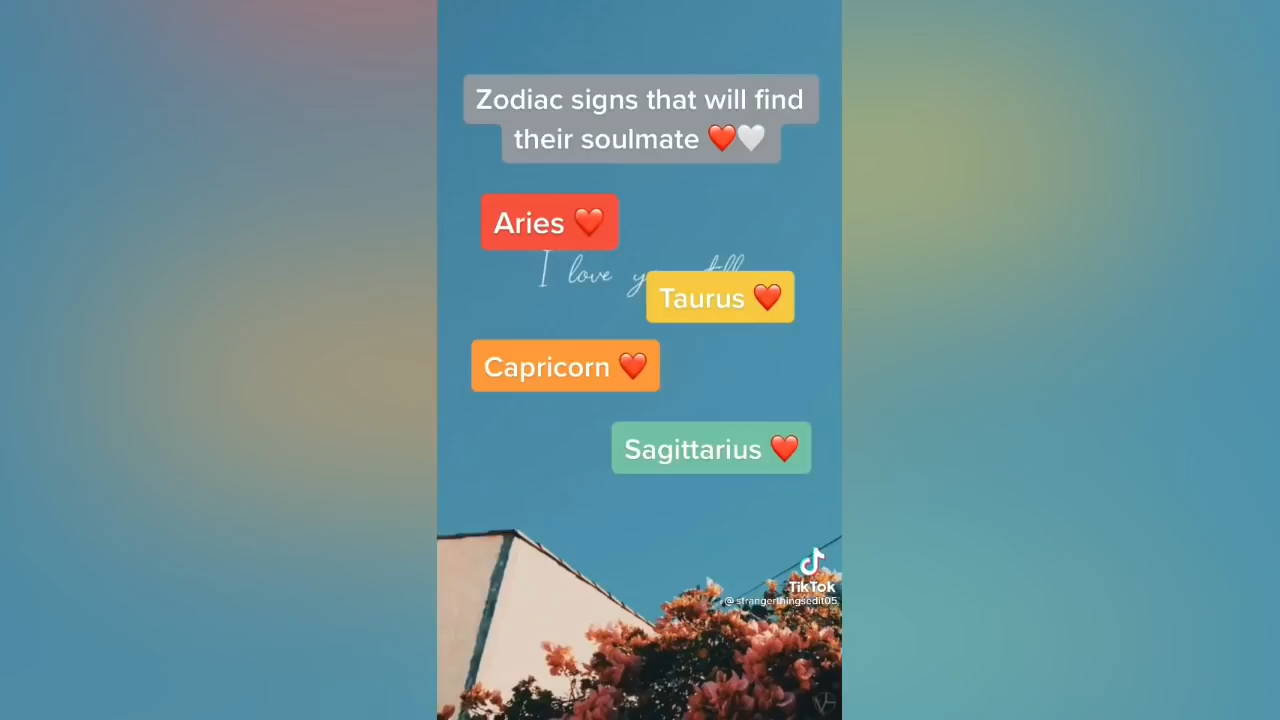 Zodiac signs that will find
their soulmate ❤️🤍
Aries ❤️
I love
Taurus ❤️
Capricorn ❤️
Sagittarius ❤️
TikTok
@strangerthingsedit05